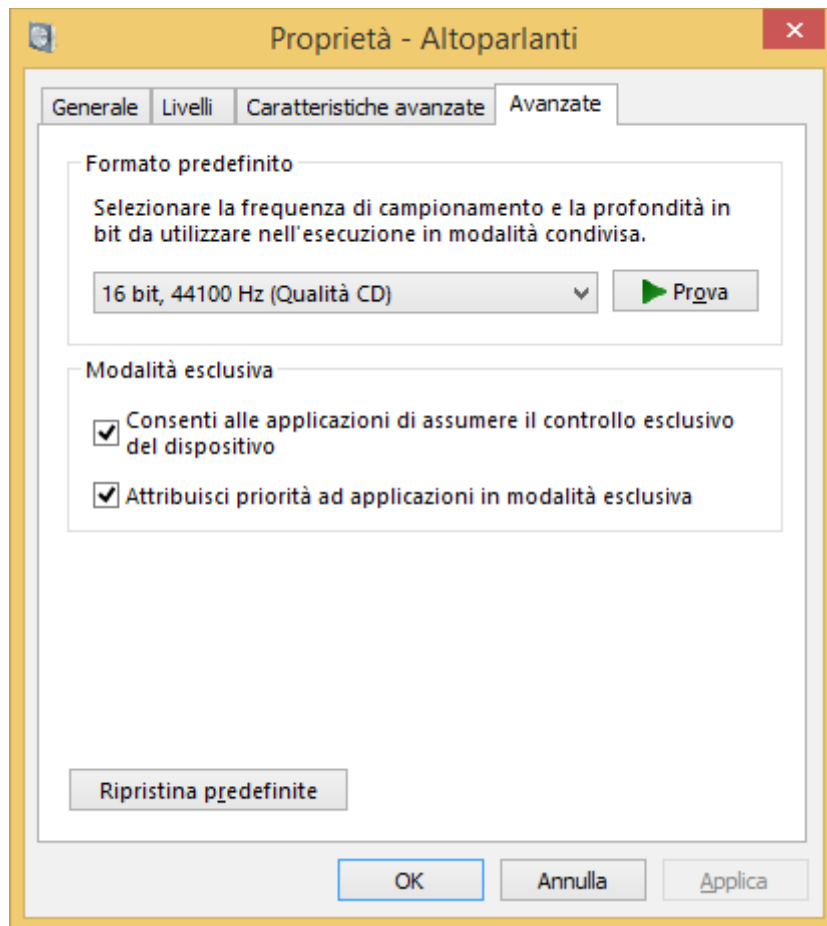 Proprietà - Altoparlanti
Generale Livelli Caratteristiche avanzate Avanzate
Formato predefinito
Selezionare la frequenza di campionamento e la profondità in
bit da utilizzare nell'esecuzione in modalità condivisa.
16 bit, 44100 Hz (Qualità CD) Prova
Modalità esclusiva
Consenti alle applicazioni di assumere il controllo esclusivo
del dispositivo
Attribuisci priorità ad applicazioni in modalità esclusiva
Ripristina predefinite
OK Annulla Applica